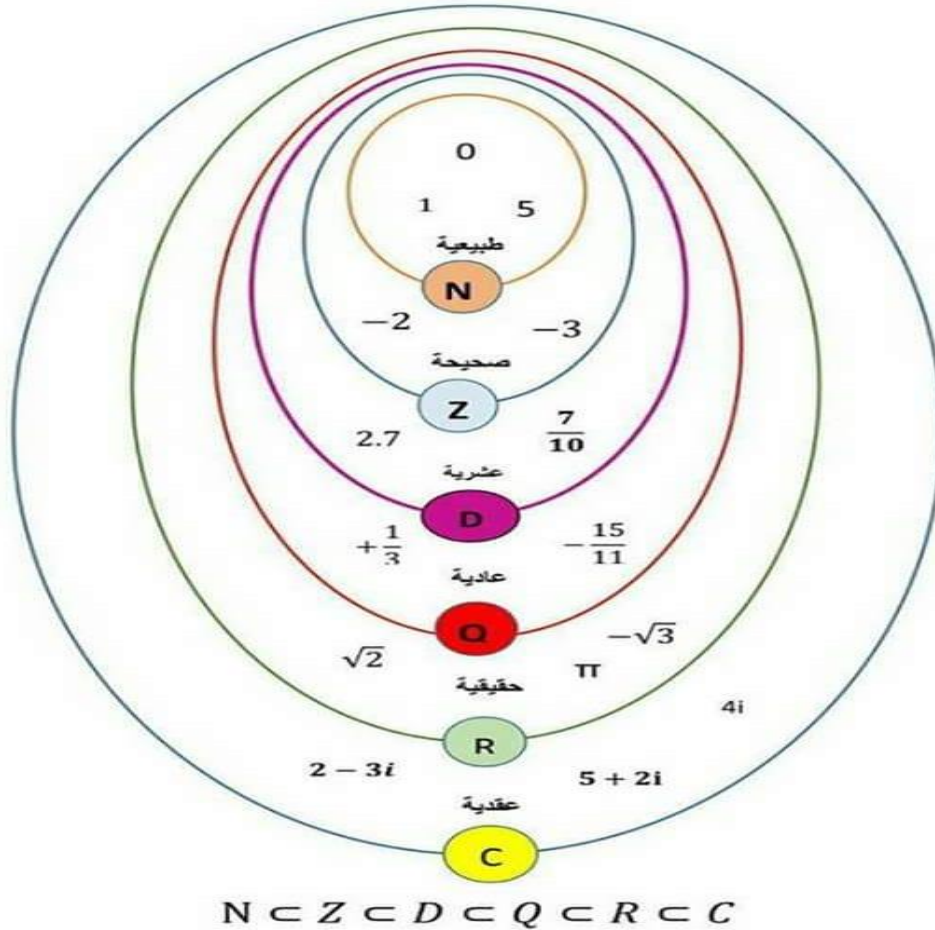 0
1 5
طبيعية
N
−2 −3
صحيحة
Z
2.7 7/10
عشرية
D
+ 1/3 − 15/11
عادية
Q
√2 −√3
π
حقيقية
R
4i
2 − 3i 5 + 2i
عقدية
C
N ⊂ Z ⊂ D ⊂ Q ⊂ R ⊂ C